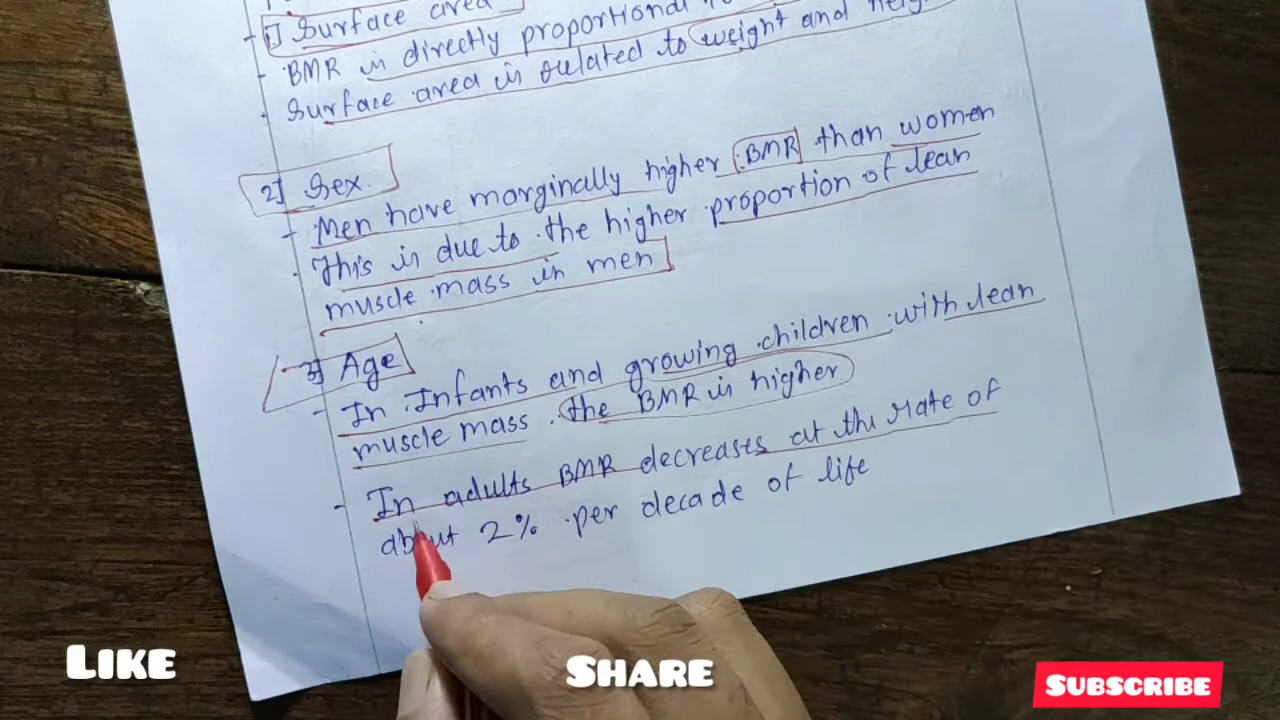 1] Surface area
- BMR is directly proportional
. Surface area is related to weight and
2] Sex.
- Men have marginally higher BMR than women
. This is due to the higher proportion of lean
muscle mass in men
3] Age
- In Infants and growing children with lean
muscle mass the BMR is higher
- In adults BMR decreases at the rate of
about 2% per decade of life
LIKE
SHARE
SUBSCRIBE